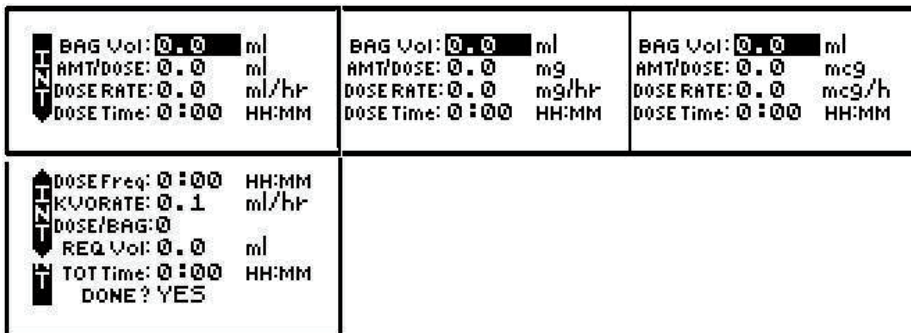 INT
BAG Vol: 0.0 ml
AMT/DOSE: 0.0 ml
DOSE RATE: 0.0 ml/hr
DOSE Time: 0:00 HH:MM
BAG Vol: 0.0 ml
AMT/DOSE: 0.0 mg
DOSE RATE: 0.0 mg/hr
DOSE Time: 0:00 HH:MM
BAG Vol: 0.0 ml
AMT/DOSE: 0.0 mcg
DOSE RATE: 0.0 mcg/h
DOSE Time: 0:00 HH:MM
INT
DOSE Freq: 0:00 HH:MM
KVORATE: 0.1 ml/hr
DOSE/BAG: 0
REQ Vol: 0.0 ml
TOT Time: 0:00 HH:MM
DONE? YES